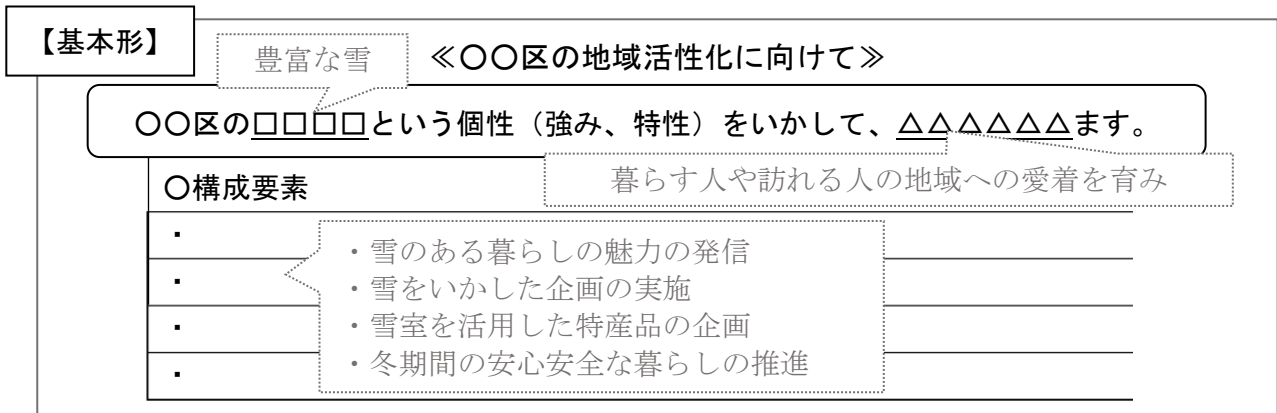 【基本形】
豊富な雪
≪〇〇区の地域活性化に向けて≫
〇〇区の□□□□という個性（強み、特性）をいかして、△△△△△△ます。
暮らす人や訪れる人の地域への愛着を育み
〇構成要素
・
・
・
・
・雪のある暮らしの魅力の発信
・雪をいかした企画の実施
・雪室を活用した特産品の企画
・冬期間の安心安全な暮らしの推進